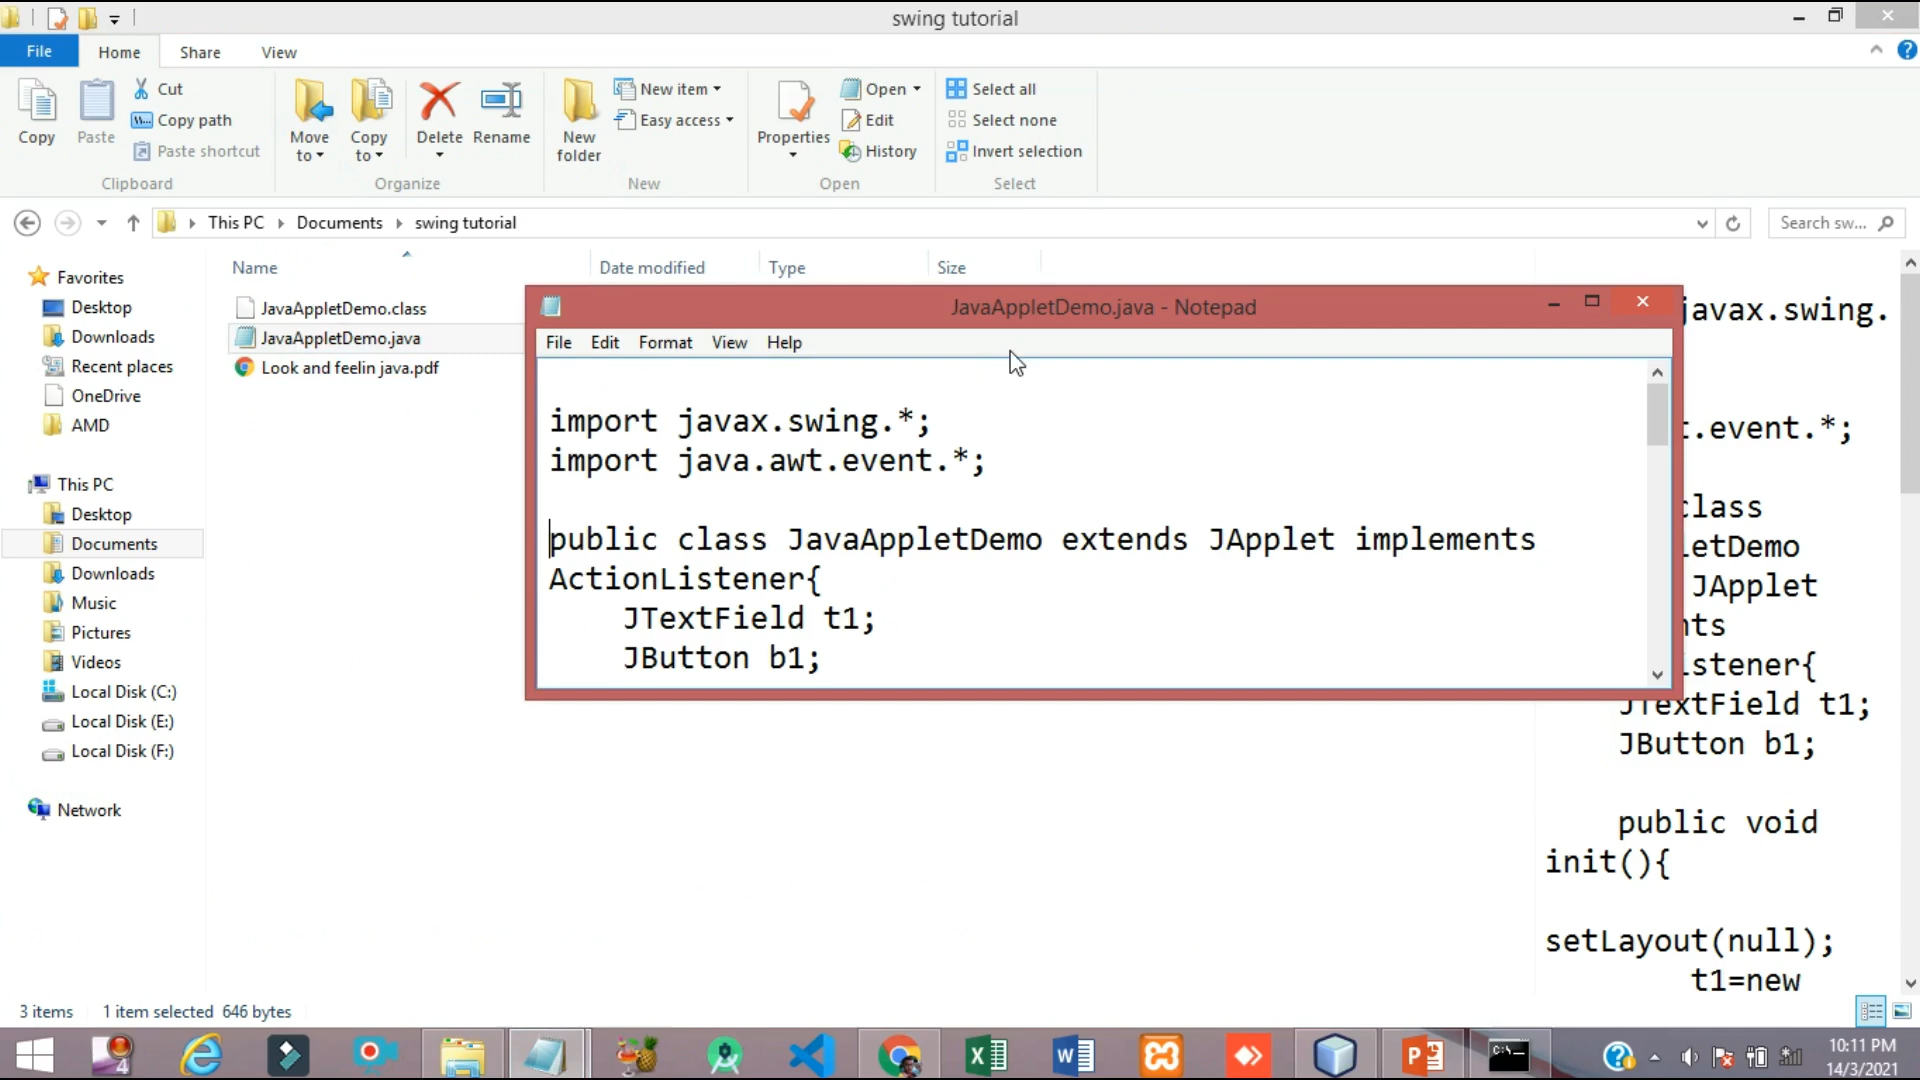 swing tutorial
File Home Share View
Copy
Paste
Cut
Copy path
Paste shortcut
Clipboard
Move to
Copy to
Delete
Rename
Organize
New folder
New item
Easy access
New
Properties
Open
Edit
History
Open
Select all
Select none
Invert selection
Select
This PC Documents swing tutorial
Search sw...
Name Date modified Type Size
Favorites
Desktop
Downloads
Recent places
OneDrive
AMD
This PC
Desktop
Documents
Downloads
Music
Pictures
Videos
Local Disk (C:)
Local Disk (E:)
Local Disk (F:)
Network
JavaAppletDemo.class
JavaAppletDemo.java
Look and feelin java.pdf
JavaAppletDemo.java - Notepad
File Edit Format View Help
import javax.swing.*;
import java.awt.event.*;
public class JavaAppletDemo extends JApplet implements
ActionListener{
JTextField t1;
JButton b1;
javax.swing.
t.event.*;
class
letDemo
JApplet
nts
istener{
JTextField t1;
JButton b1;
public void
init(){
setLayout(null);
t1=new
3 items 1 item selected 646 bytes
10:11 PM
14/3/2021